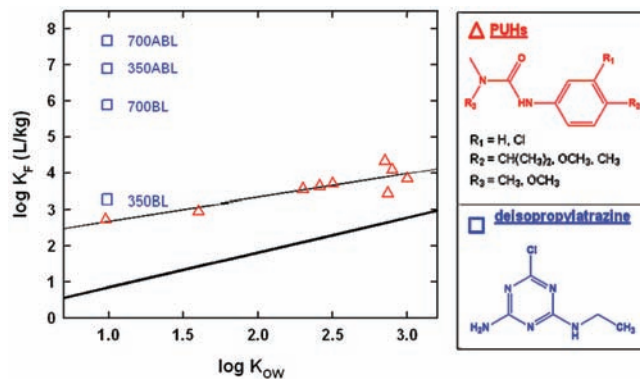 8
7
6
5
4
3
2
1
0
log K_F (L/kg)
700ABL
350ABL
700BL
350BL
1.0
1.5
2.0
2.5
3.0
log K_OW
PUHs
O
R₁
N
R₃
HN
R₂
R₁ = H, Cl
R₂ = CH(CH₃)₂, OCH₃, CH₃
R₃ = CH₃, OCH₃
deisopropylatrazine
Cl
N
N
H₂N
N
N
H
CH₃